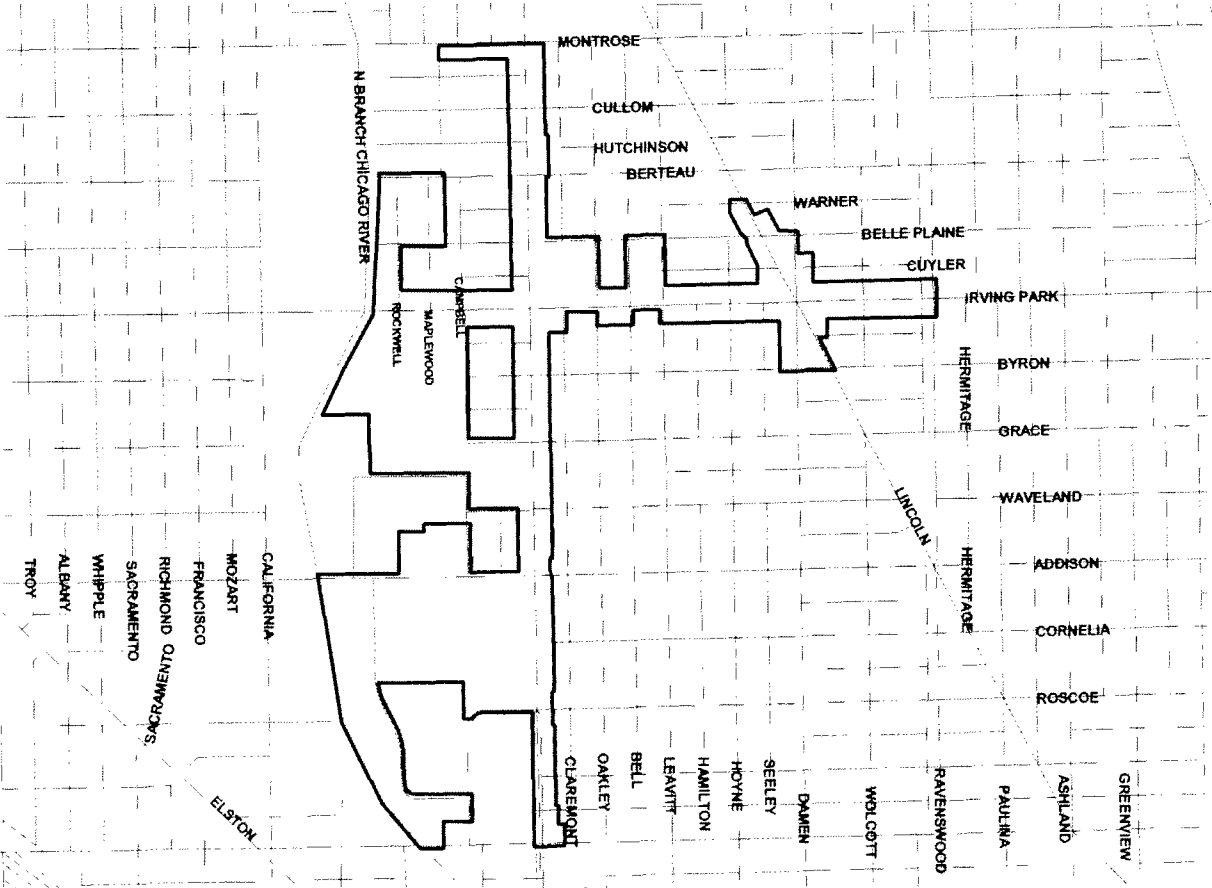 MONTROSE
N BRANCH CHICAGO RIVER
CULLOM
HUTCHINSON
BERTEAU
WARNER
BELLE PLAINE
CUYLER
IRVING PARK
CAMPBELL
MAPLEWOOD
ROCKWELL
HERMITAGE
BYRON
GRACE
LINCOLN
WAVELAND
HERMITAGE
ADDISON
CORNELIA
ROSCOE
TROY
ALBANY
WHIPPLE
SACRAMENTO
RICHMOND
SACRAMENTO
FRANCISCO
MOZART
CALIFORNIA
ELSTON
CLAREMONT
OAKLEY
BELL
LEAVITT
HAMILTON
HOYNE
SEELEY
DAMEN
WOLCOTT
RAVENSWOOD
PAULINA
ASHLAND
GREENVIEW